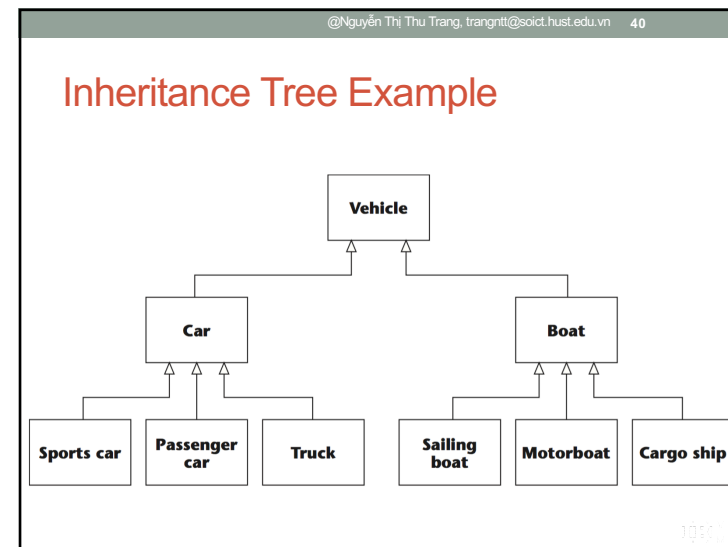 @Nguyễn Thị Thu Trang, trangntt@soict.hust.edu.vn 40
Inheritance Tree Example
Vehicle
Car
Boat
Sports car
Passenger
car
Truck
Sailing
boat
Motorboat
Cargo ship